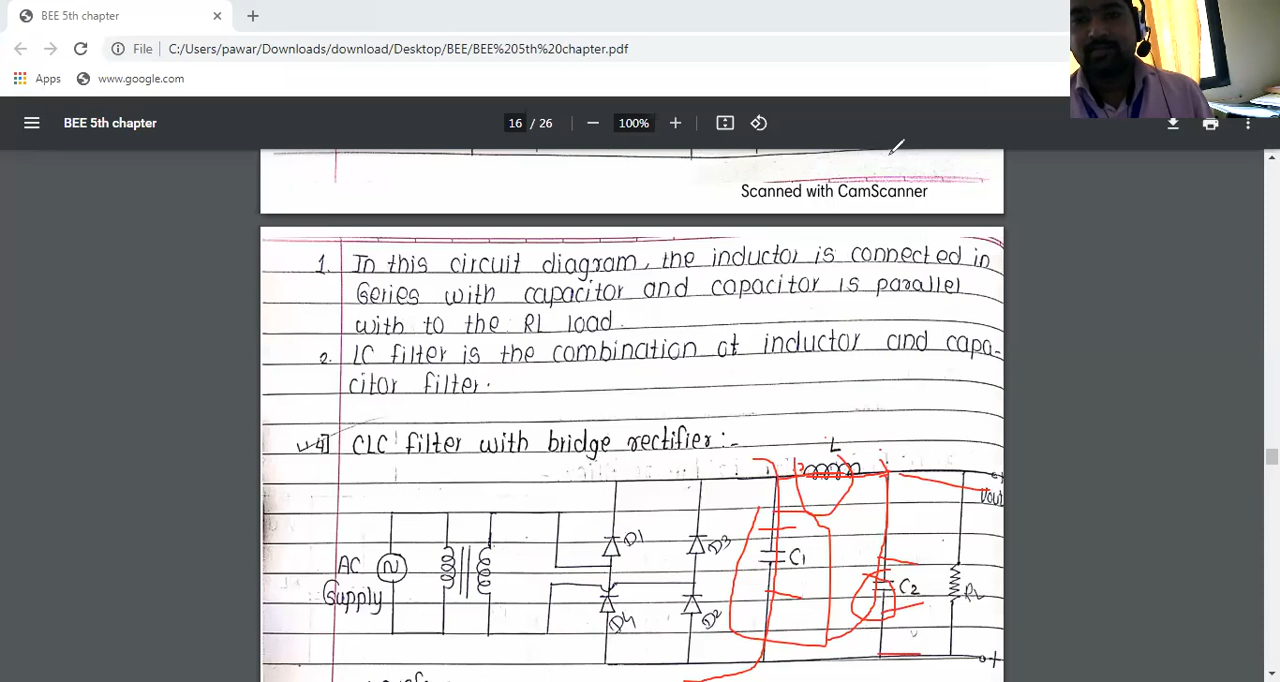 BEE 5th chapter
File C:/Users/pawar/Downloads/download/Desktop/BEE/BEE%205th%20chapter.pdf
Apps www.google.com
BEE 5th chapter 16 / 26 100%
Scanned with CamScanner
1. In this circuit diagram, the inductor is connected in
Series with capacitor and capacitor is parallel
with to the RL load.
2. LC filter is the combination of inductor and capa-
citor filter.
4] CLC filter with bridge rectifier:-
L
Vout
D1
D3
C1
AC
Supply
C2
RL
D4
D2